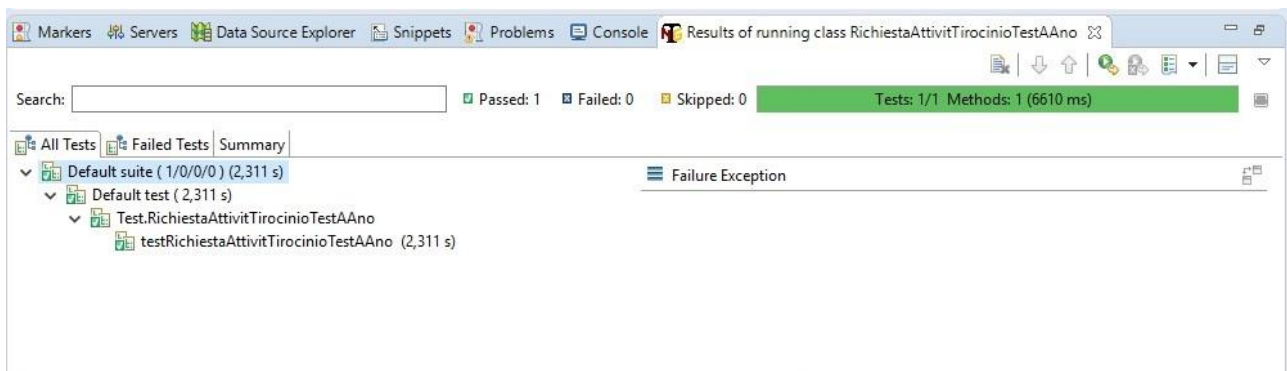 Markers Servers Data Source Explorer Snippets Problems Console Results of running class RichiestaAttivitTirocinioTestAAno
Search: Passed: 1 Failed: 0 Skipped: 0 Tests: 1/1 Methods: 1 (6610 ms)
All Tests Failed Tests Summary
Default suite ( 1/0/0/0 ) (2,311 s) Failure Exception
Default test ( 2,311 s)
Test.RichiestaAttivitTirocinioTestAAno
testRichiestaAttivitTirocinioTestAAno (2,311 s)